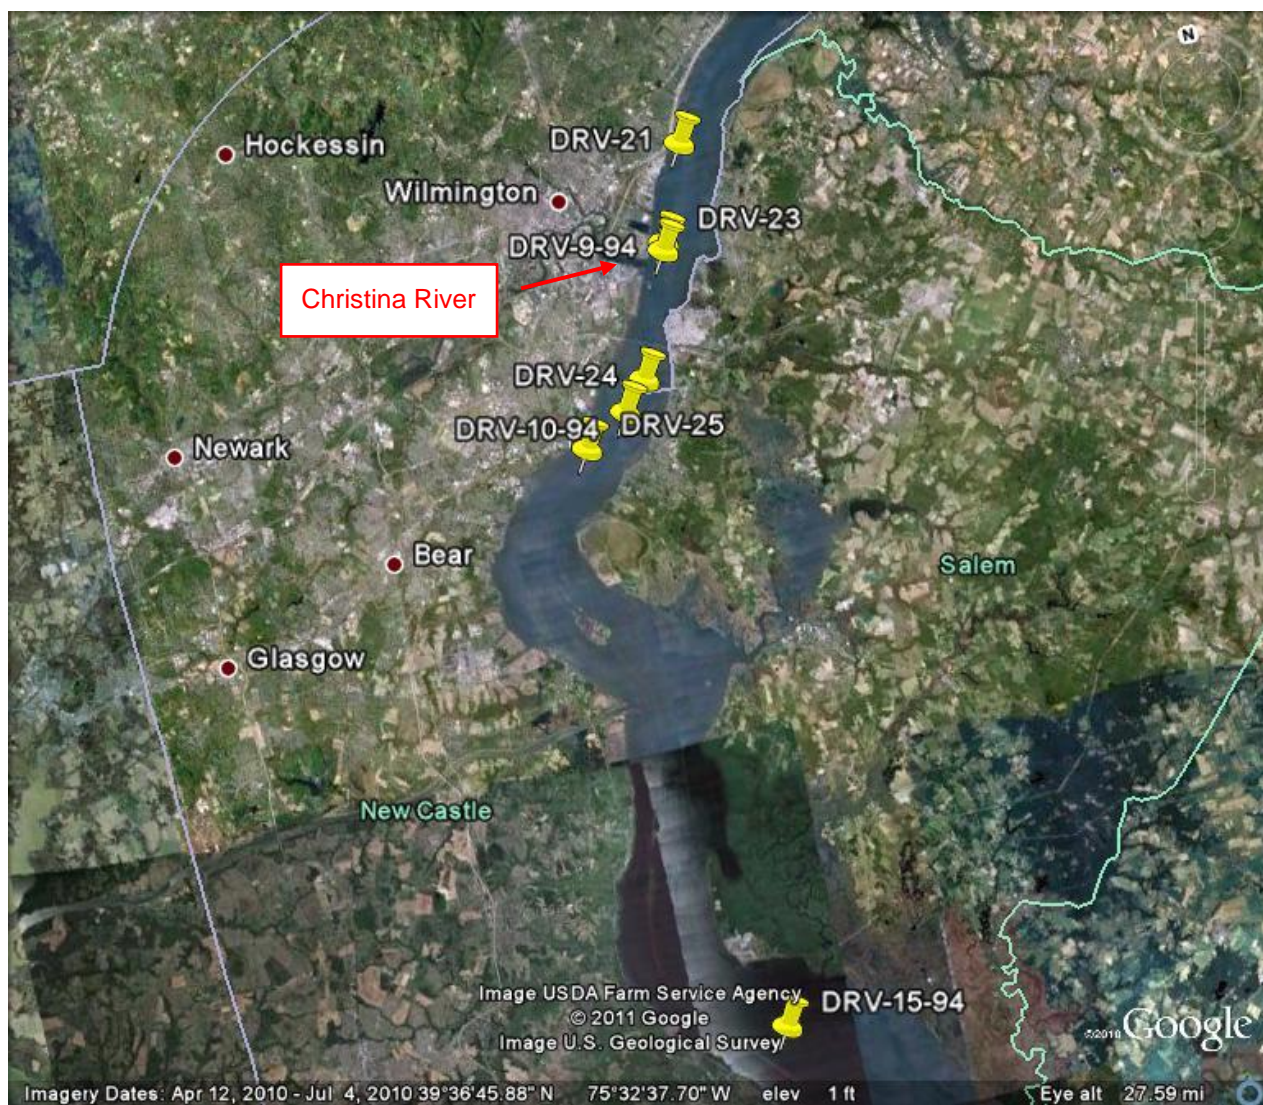 N
DRV-21
Hockessin
Wilmington
DRV-23
DRV-9-94
Christina River
DRV-24
DRV-10-94
DRV-25
Newark
Bear
Salem
Glasgow
New Castle
Image USDA Farm Service Agency
© 2011 Google
Image U.S. Geological Survey
DRV-15-94
©2010 Google
Imagery Dates: Apr 12, 2010 - Jul 4, 2010 39°36'45.88" N 75°32'37.70" W elev 1 ft Eye alt 27.59 mi